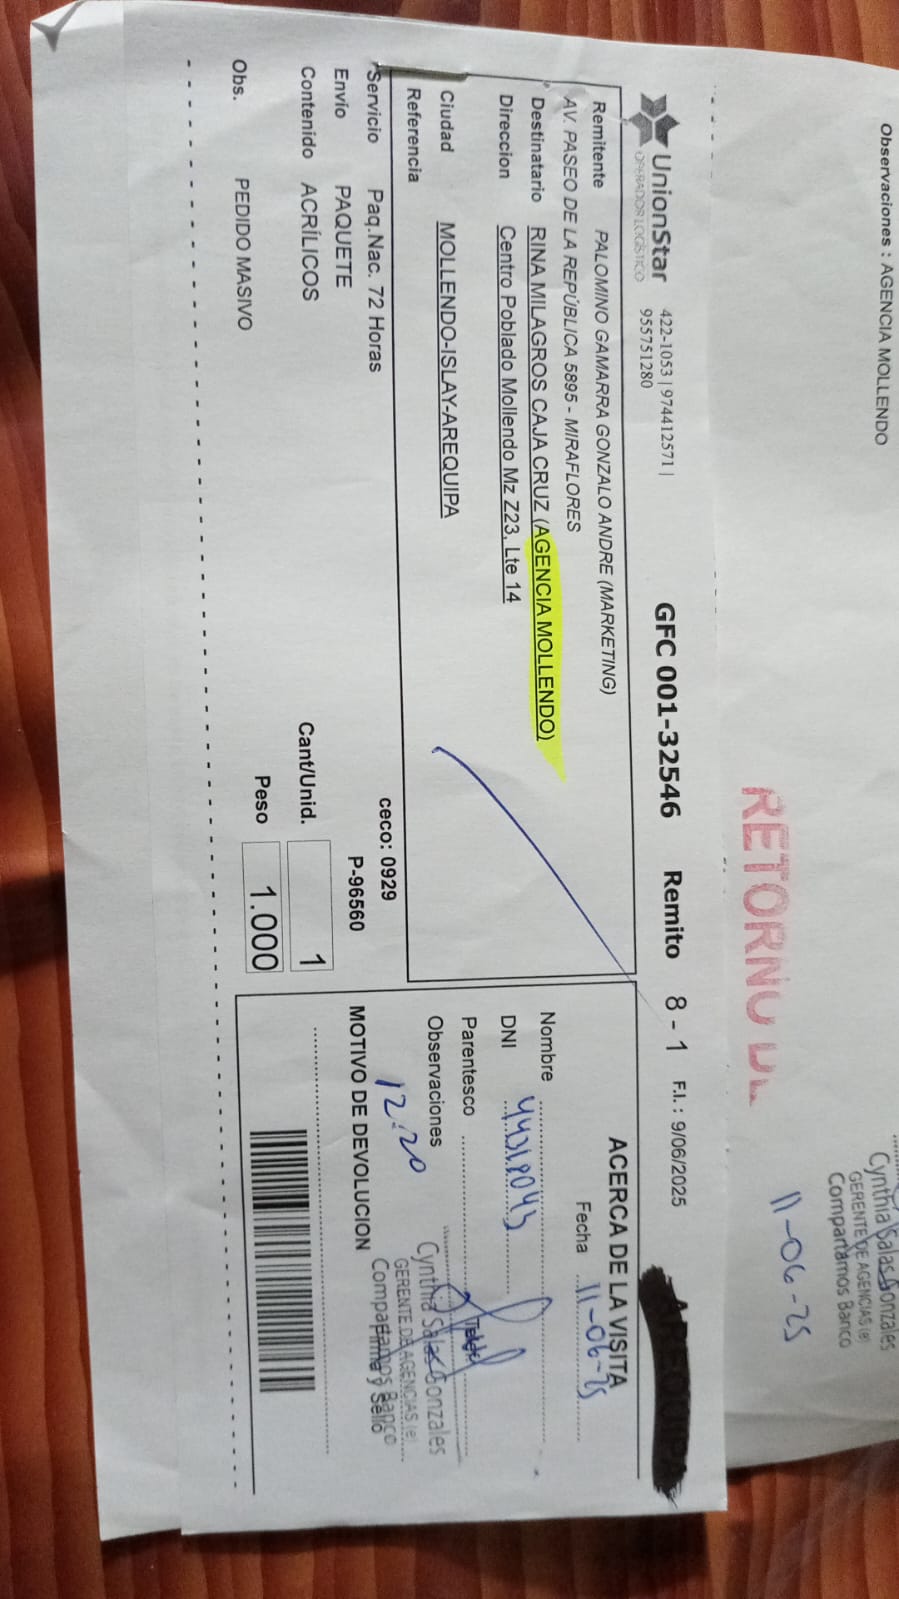 Observaciones : AGENCIA MOLLENDO
Cynthia Salas Gonzales
GERENTE DE AGENCIAS (e)
Compartamos Banco
11-06-25
RETORNO DE
UnionStar
OPERADOR LOGÍSTICO
422-1053 | 974412571 |
955751280
GFC 001-32546 Remito 8 - 1 F.I. : 9/06/2025
Remitente PALOMINO GAMARRA GONZALO ANDRE (MARKETING)
AV. PASEO DE LA REPÚBLICA 5895 - MIRAFLORES
Destinatario RINA MILAGROS CAJA CRUZ (AGENCIA MOLLENDO)
Direccion Centro Poblado Mollendo Mz Z23, Lte 14
Ciudad MOLLENDO-ISLAY-AREQUIPA
Referencia
Servicio Paq.Nac. 72 Horas
Envío PAQUETE
Contenido ACRÍLICOS
Obs. PEDIDO MASIVO
ceco: 0929
P-96560
Cant/Unid. 1
Peso 1.000
ACERCA DE LA VISITA
Fecha 11-06-25
Nombre
DNI 44318043
Parentesco
Observaciones
12:20
Cynthia Salas Gonzales
GERENTE DE AGENCIAS (e)
Compartamos Banco
Firma y Sello
MOTIVO DE DEVOLUCION